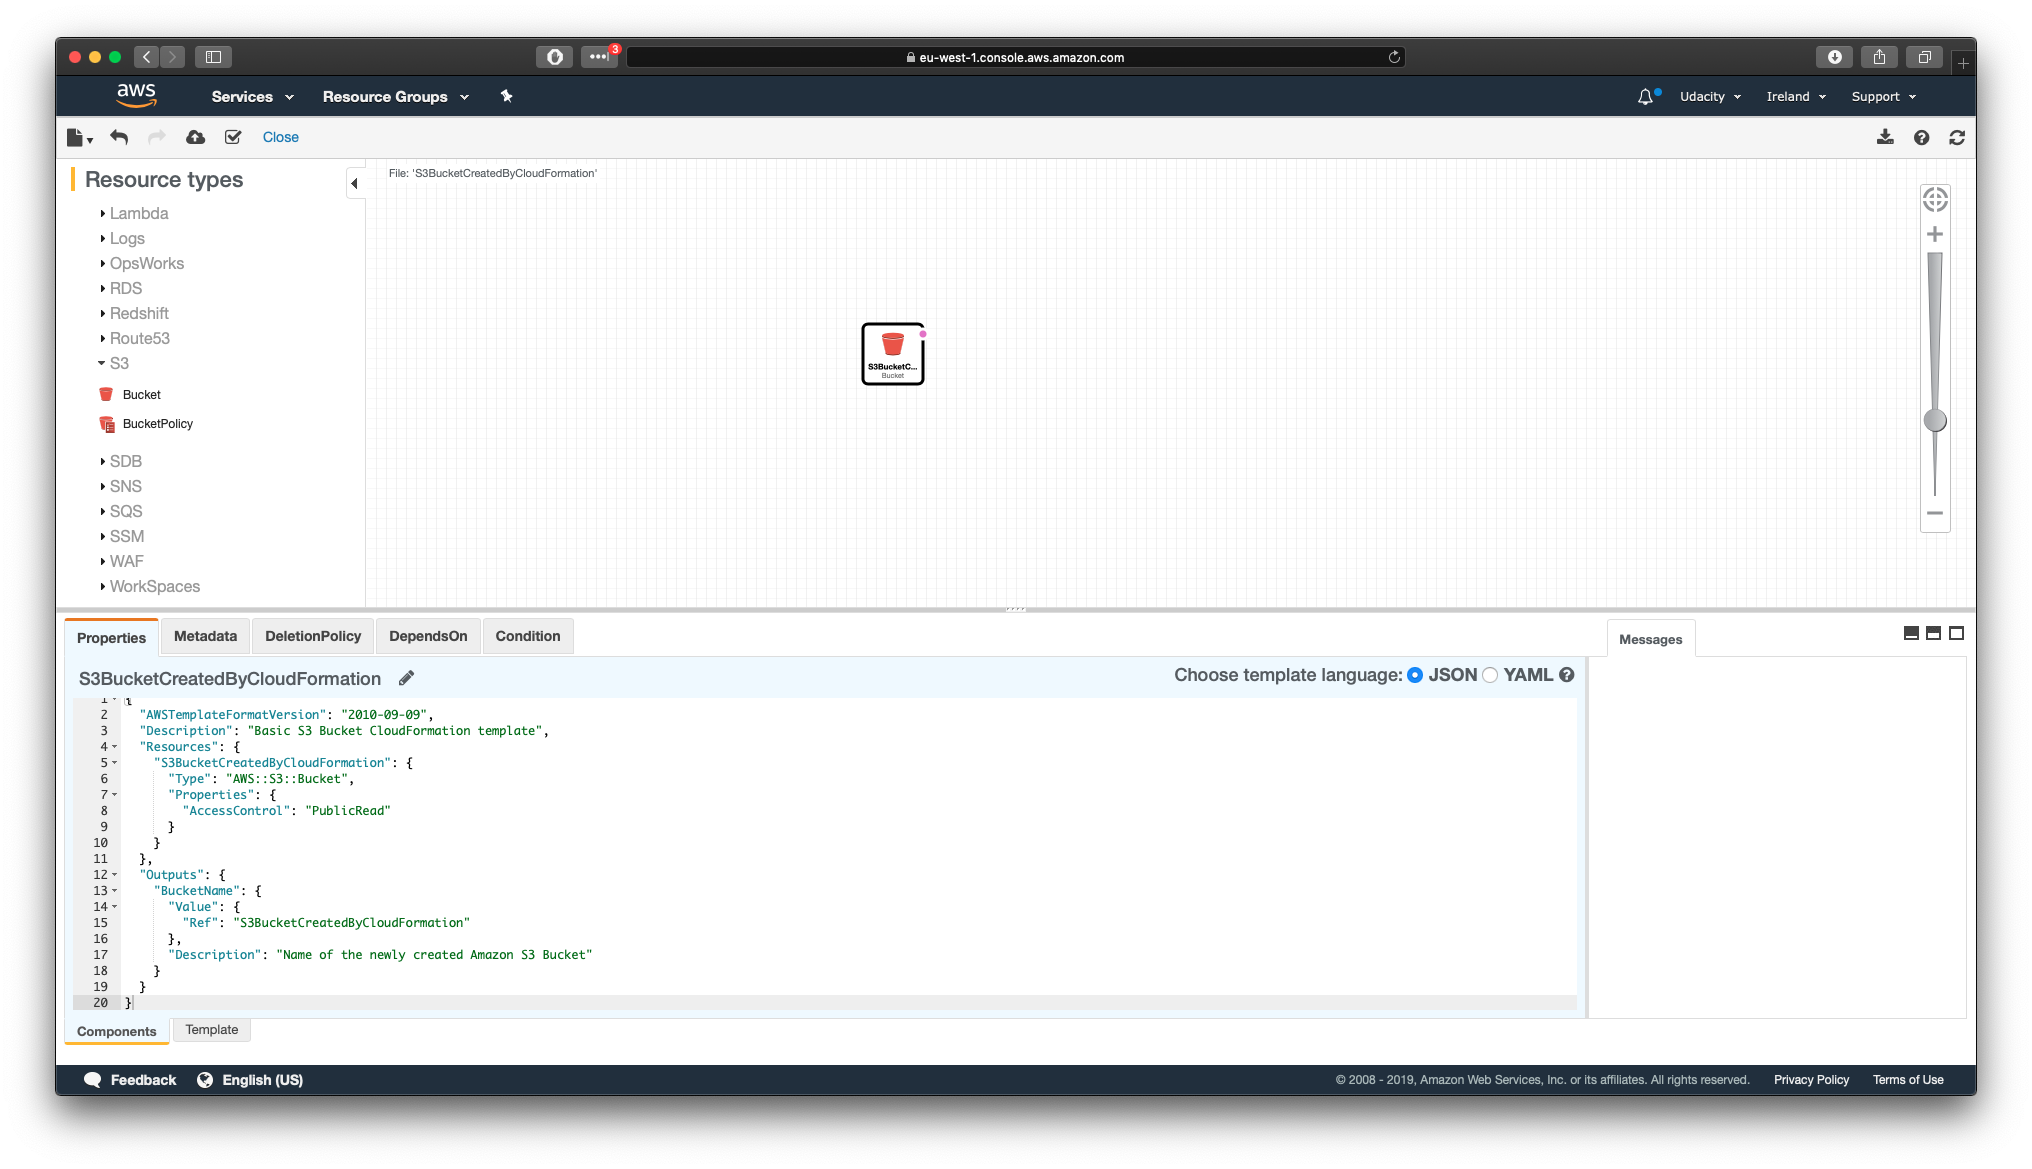 3
eu-west-1.console.aws.amazon.com
aws Services Resource Groups Udacity Ireland Support
Close
Resource types
File: 'S3BucketCreatedByCloudFormation'
Lambda
Logs
OpsWorks
RDS
Redshift
Route53
S3
Bucket
BucketPolicy
SDB
SNS
SQS
SSM
WAF
WorkSpaces
S3BucketC...
Bucket
Properties Metadata DeletionPolicy DependsOn Condition
Messages
S3BucketCreatedByCloudFormation
Choose template language: JSON YAML
1 {
2 "AWSTemplateFormatVersion": "2010-09-09",
3 "Description": "Basic S3 Bucket CloudFormation template",
4 "Resources": {
5 "S3BucketCreatedByCloudFormation": {
6 "Type": "AWS::S3::Bucket",
7 "Properties": {
8 "AccessControl": "PublicRead"
9 }
10 }
11 },
12 "Outputs": {
13 "BucketName": {
14 "Value": {
15 "Ref": "S3BucketCreatedByCloudFormation"
16 },
17 "Description": "Name of the newly created Amazon S3 Bucket"
18 }
19 }
20 }
Components Template
Feedback English (US) © 2008 - 2019, Amazon Web Services, Inc. or its affiliates. All rights reserved. Privacy Policy Terms of Use